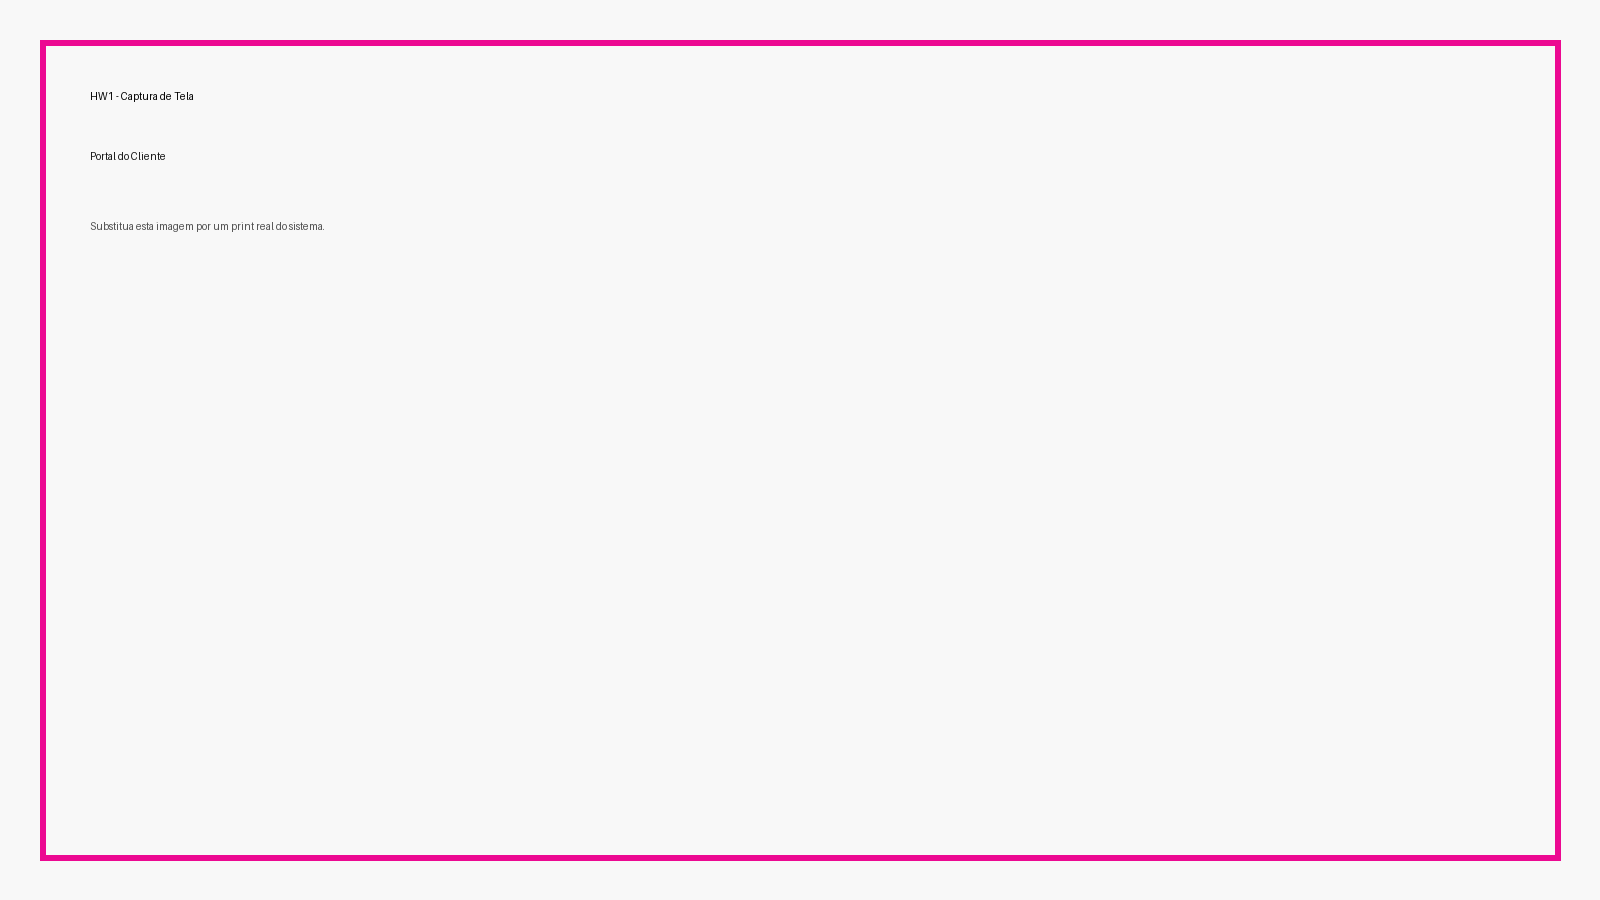 HW1 - Captura de Tela
Portal do Cliente
Substitua esta imagem por um print real do sistema.